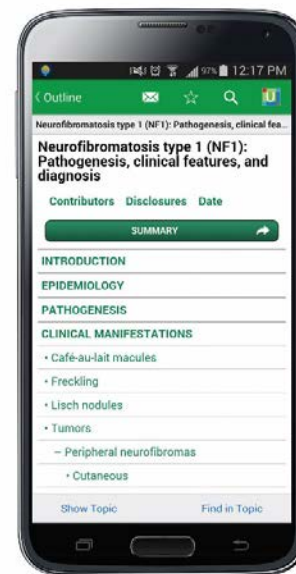 97% 12:17 PM
Outline
Neurofibromatosis type 1 (NF1): Pathogenesis, clinical fea...
Neurofibromatosis type 1 (NF1):
Pathogenesis, clinical features, and
diagnosis
Contributors Disclosures Date
SUMMARY
INTRODUCTION
EPIDEMIOLOGY
PATHOGENESIS
CLINICAL MANIFESTATIONS
• Café-au-lait macules
• Freckling
• Lisch nodules
• Tumors
– Peripheral neurofibromas
• Cutaneous
Show Topic Find in Topic